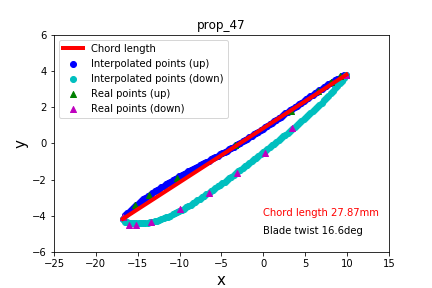 prop_47
Chord length
Interpolated points (up)
Interpolated points (down)
Real points (up)
Real points (down)
6
4
2
0
−2
−4
−6
y
Chord length 27.87mm
Blade twist 16.6deg
−25 −20 −15 −10 −5 0 5 10 15
x